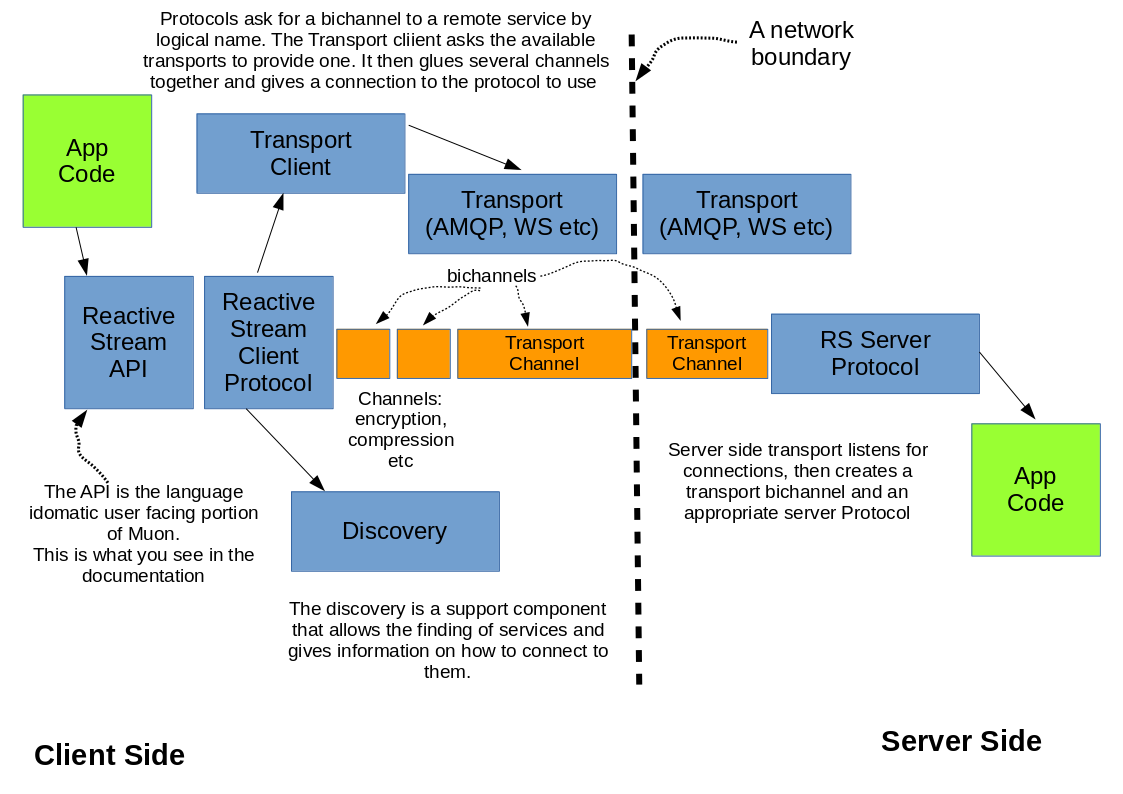 Protocols ask for a bichannel to a remote service by
logical name. The Transport cliient asks the available
transports to provide one. It then glues several channels
together and gives a connection to the protocol to use
A network
boundary
App
Code
Transport
Client
Transport
(AMQP, WS etc)
Transport
(AMQP, WS etc)
bichannels
Reactive
Stream
API
Reactive
Stream
Client
Protocol
Transport
Channel
Transport
Channel
RS Server
Protocol
Channels:
encryption,
compression
etc
Server side transport listens for
connections, then creates a
transport bichannel and an
appropriate server Protocol
App
Code
The API is the language
idomatic user facing portion
of Muon.
This is what you see in the
documentation
Discovery
The discovery is a support component
that allows the finding of services and
gives information on how to connect to
them.
Client Side
Server Side